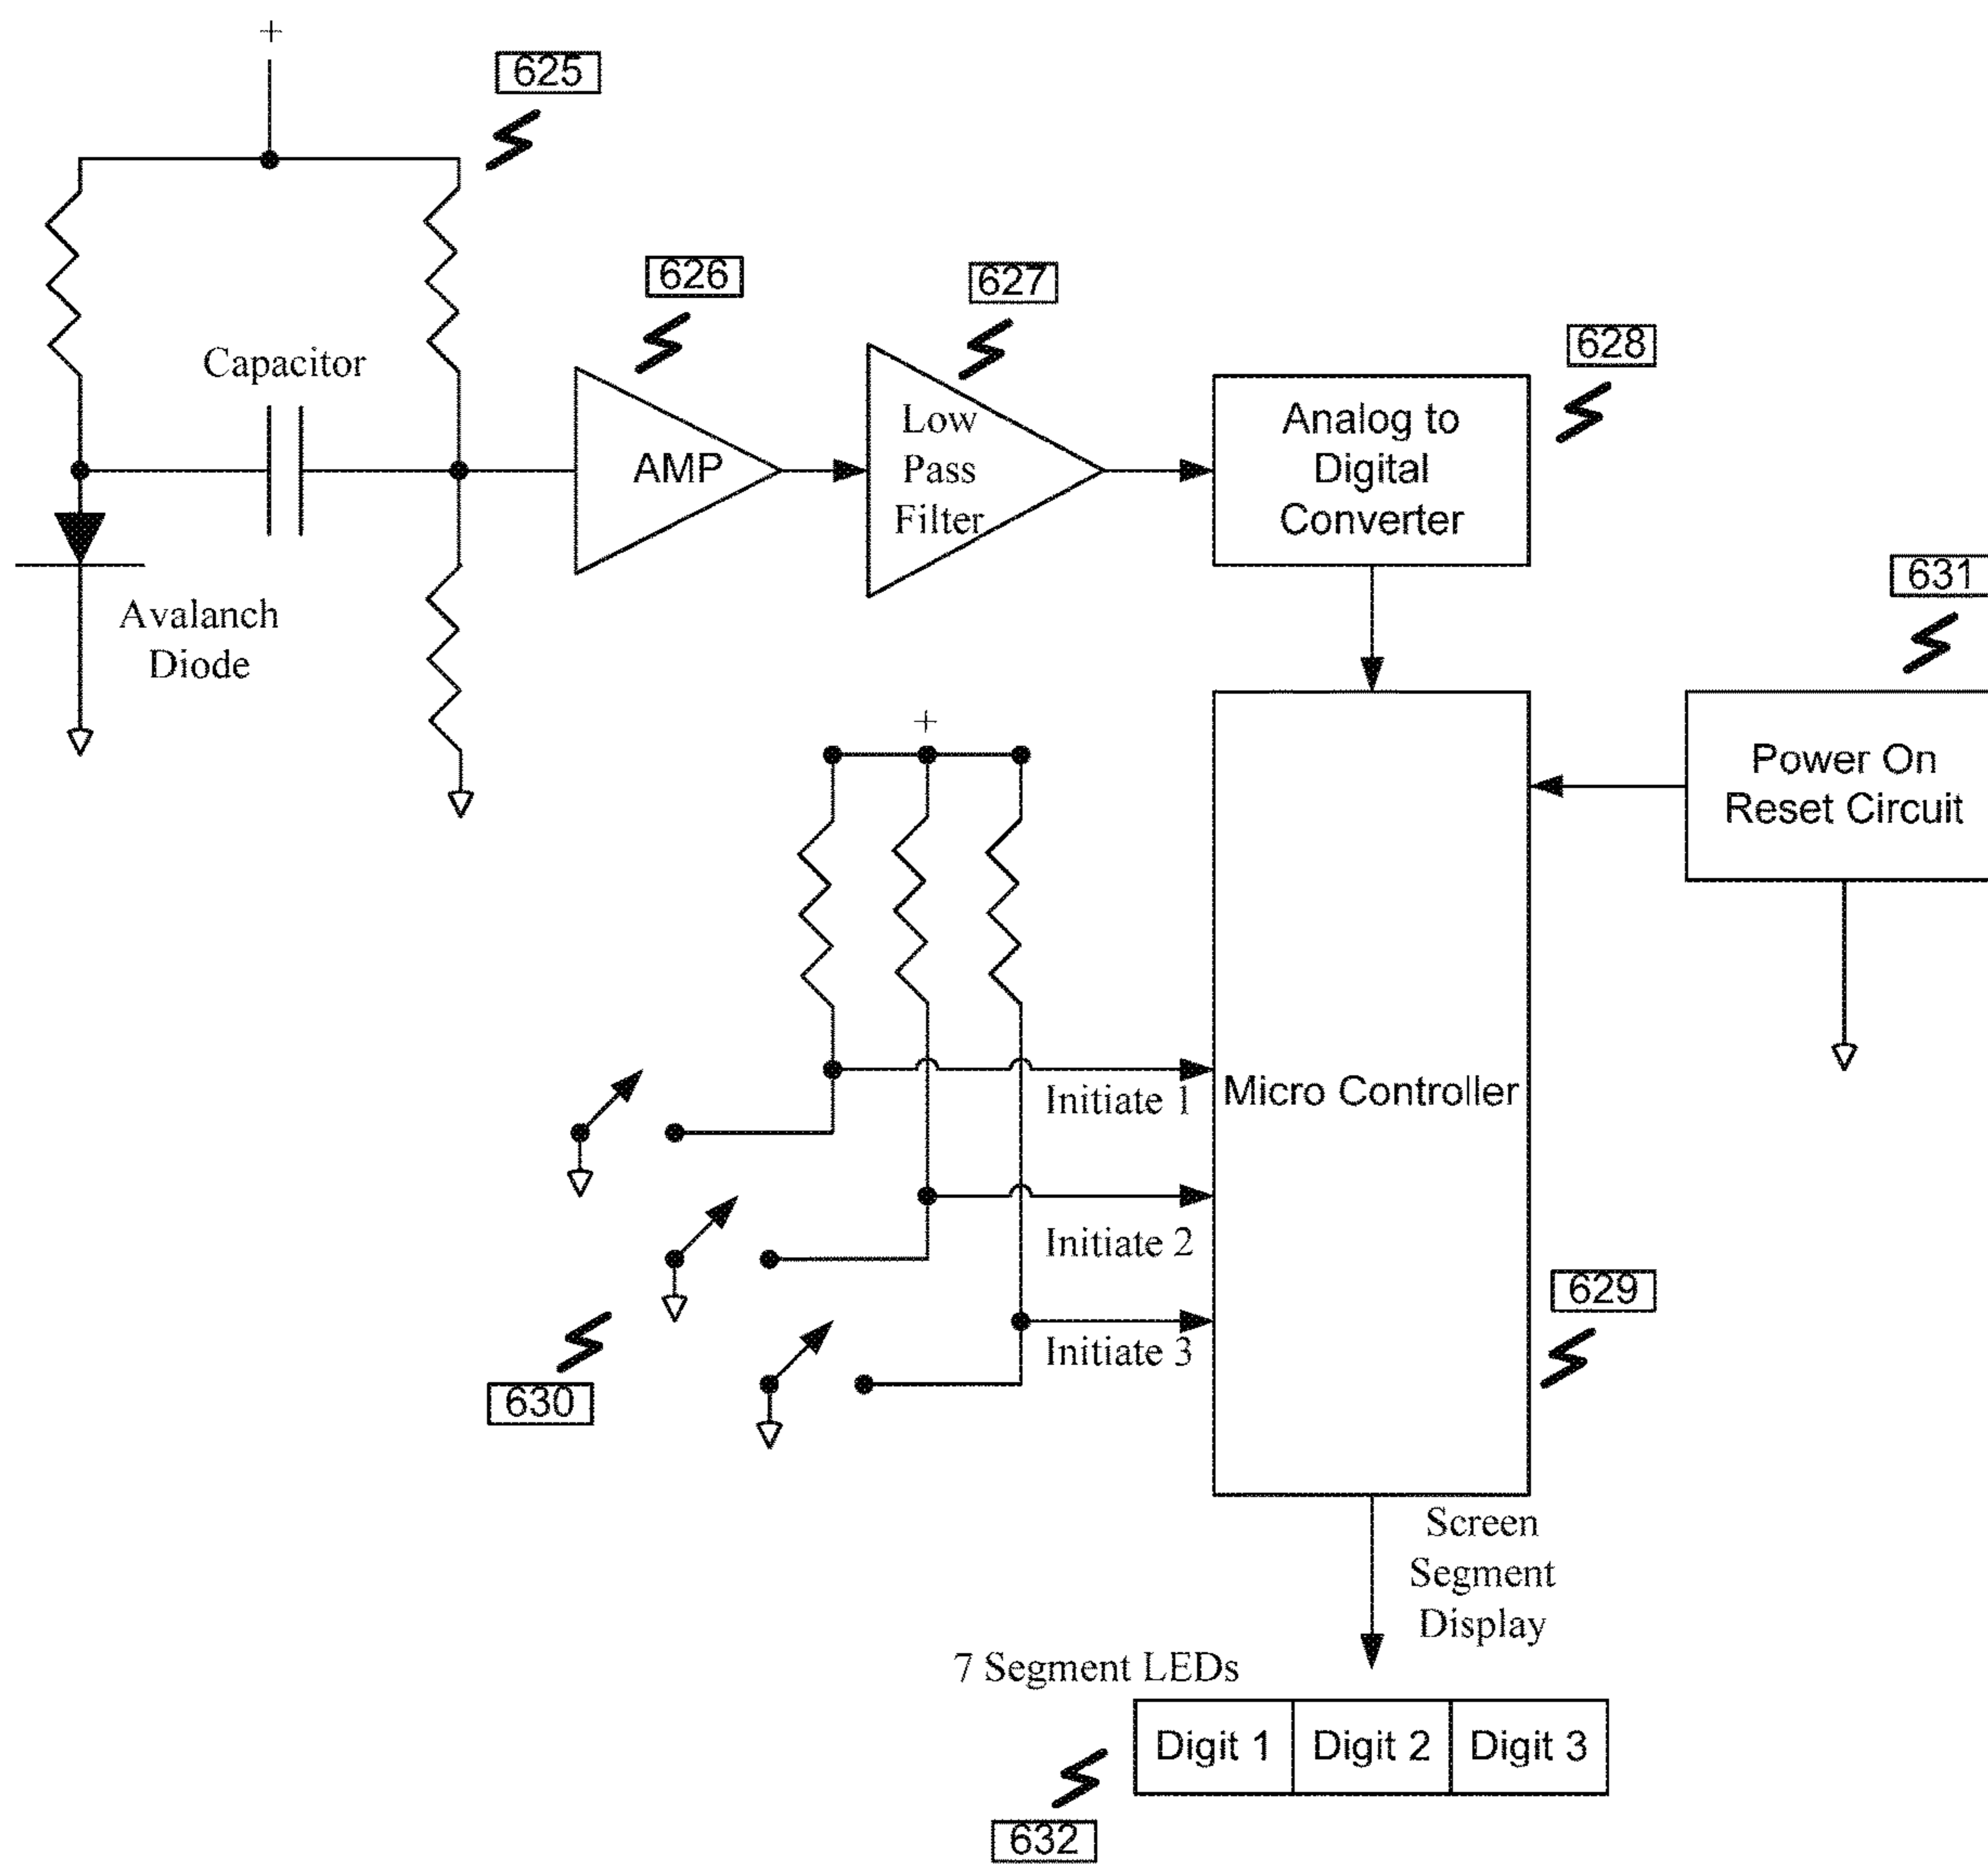 +
625
626
627
628
Capacitor
Low
Pass
Filter
AMP
Analog to
Digital
Converter
631
Avalanch
Diode
+
Power On
Reset Circuit
Initiate 1
Micro Controller
Initiate 2
629
Initiate 3
630
Screen
Segment
Display
7 Segment LEDs
Digit 1 Digit 2 Digit 3
632